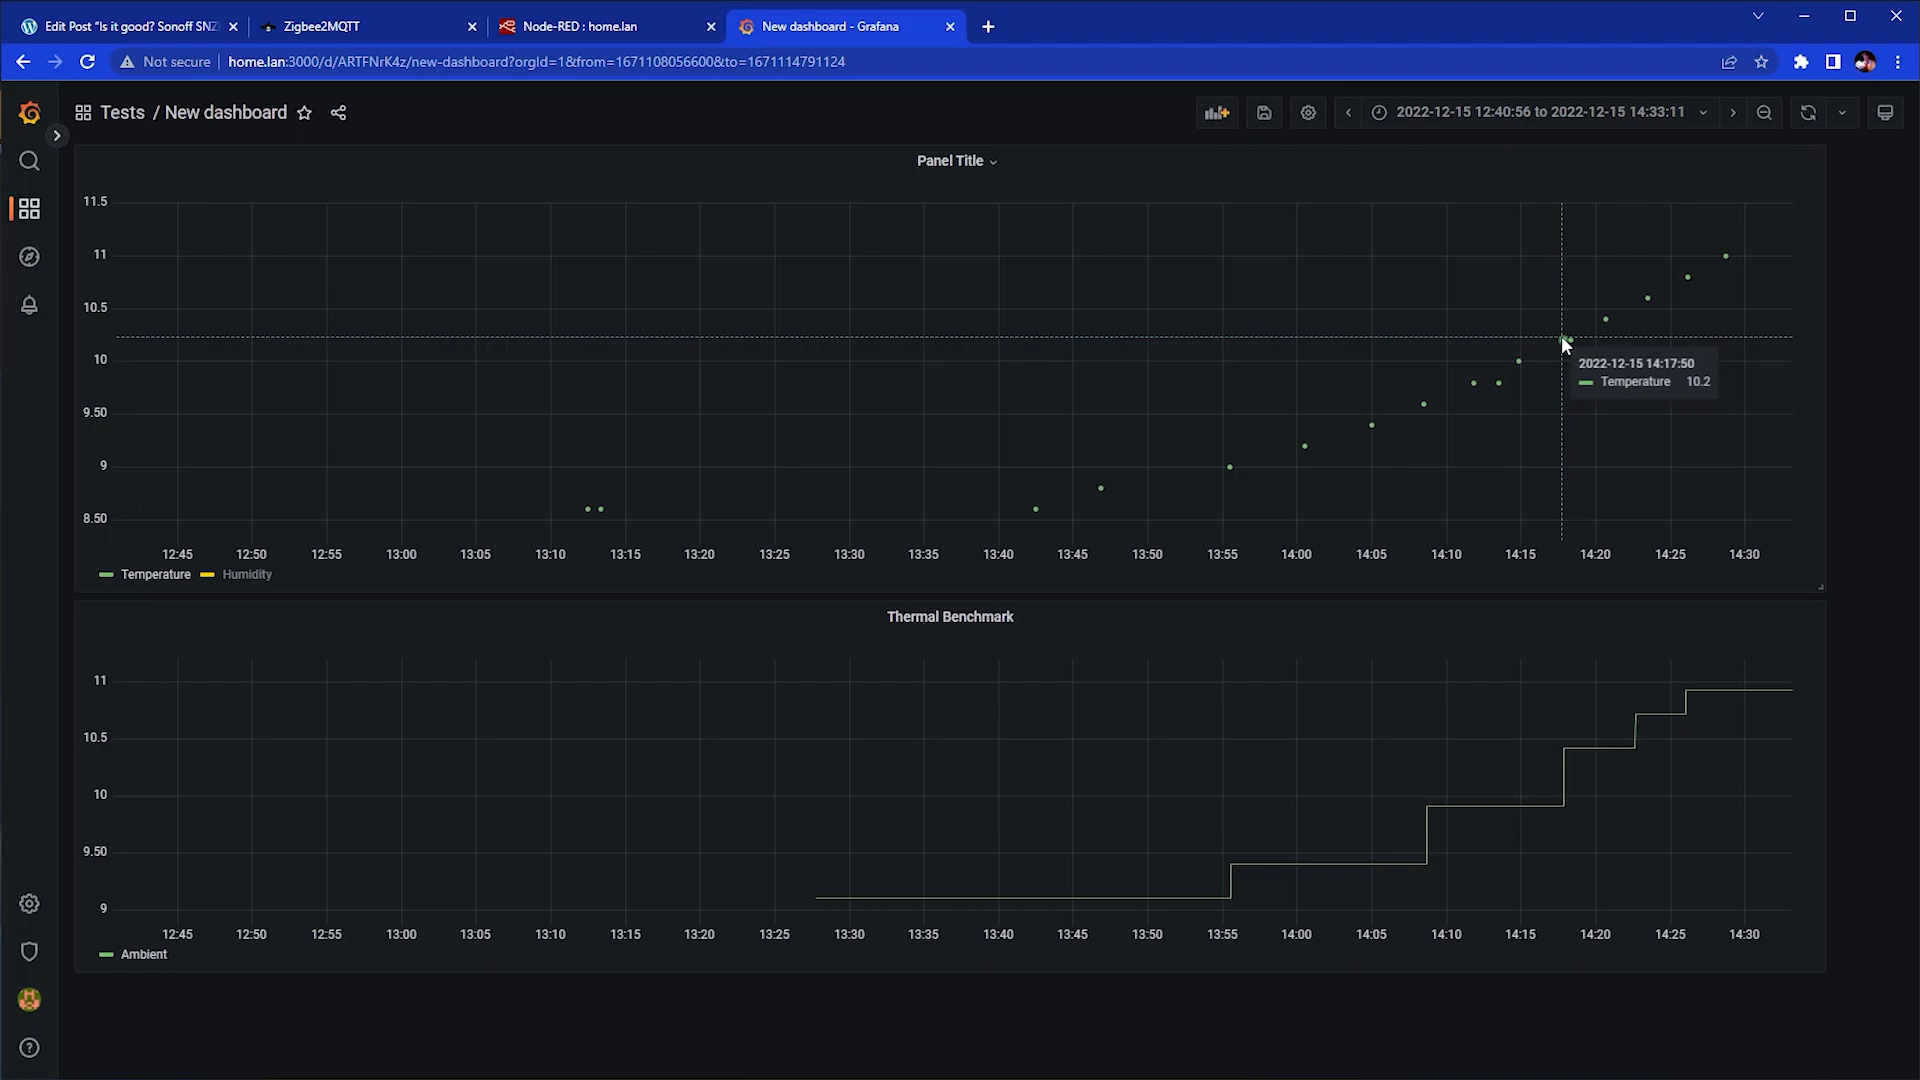 Edit Post "Is it good? Sonoff SNZ
Zigbee2MQTT
Node-RED : home.lan
New dashboard - Grafana
Not secure
home.lan:3000/d/ARTFNrK4z/new-dashboard?orgId=1&from=1671108056600&to=1671114791124
Tests / New dashboard
2022-12-15 12:40:56 to 2022-12-15 14:33:11
Panel Title
11.5
11
10.5
10
9.50
9
8.50
2022-12-15 14:17:50
Temperature 10.2
12:45 12:50 12:55 13:00 13:05 13:10 13:15 13:20 13:25 13:30 13:35 13:40 13:45 13:50 13:55 14:00 14:05 14:10 14:15 14:20 14:25 14:30
Temperature Humidity
Thermal Benchmark
11
10.5
10
9.50
9
12:45 12:50 12:55 13:00 13:05 13:10 13:15 13:20 13:25 13:30 13:35 13:40 13:45 13:50 13:55 14:00 14:05 14:10 14:15 14:20 14:25 14:30
Ambient